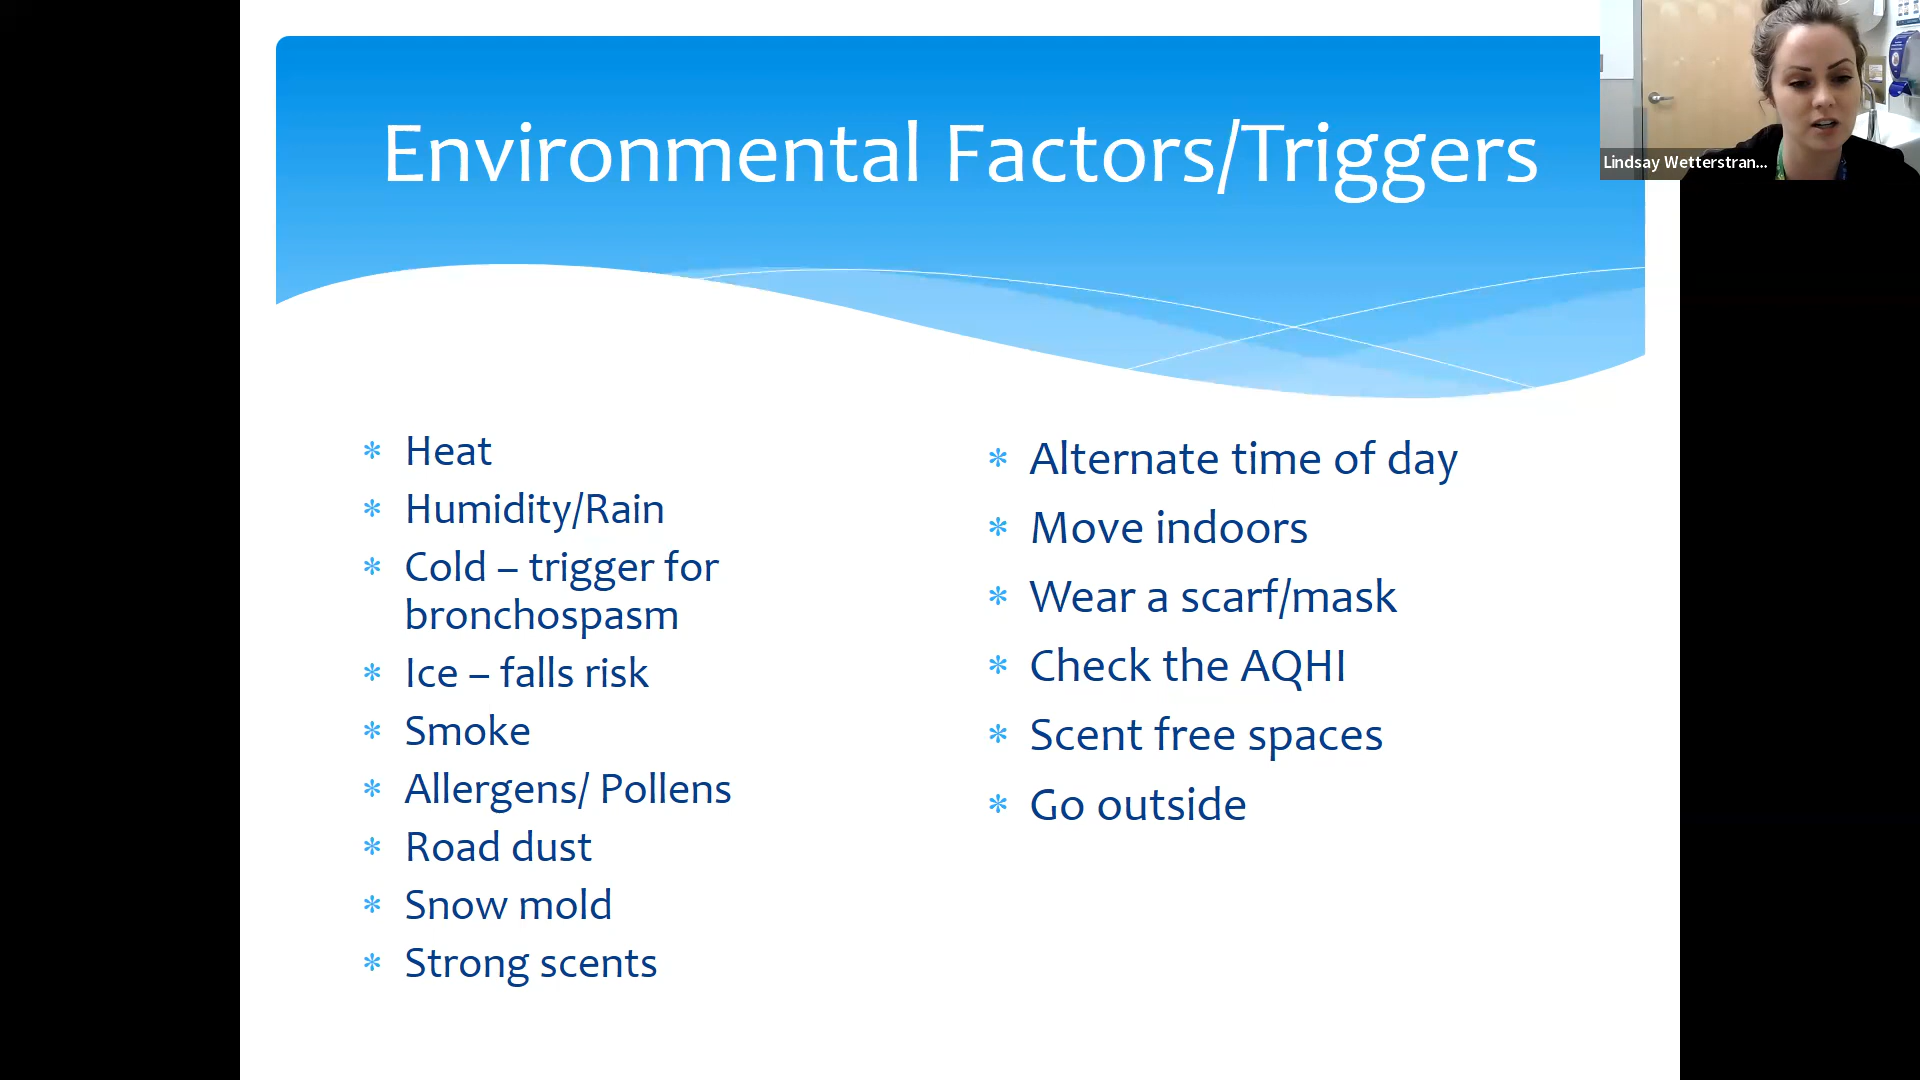 Environmental Factors/Triggers
Lindsay Wetterstran...
* Heat
* Humidity/Rain
* Cold – trigger for
bronchospasm
* Ice – falls risk
* Smoke
* Allergens/ Pollens
* Road dust
* Snow mold
* Strong scents
* Alternate time of day
* Move indoors
* Wear a scarf/mask
* Check the AQHI
* Scent free spaces
* Go outside